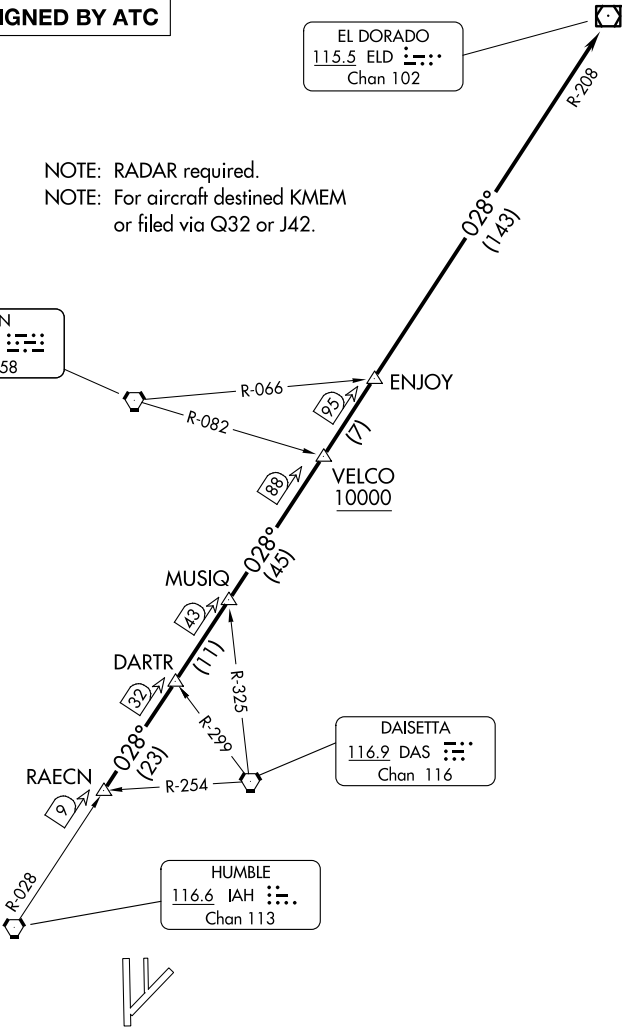 IGNED BY ATC
EL DORADO
115.5 ELD
Chan 102
R-208
NOTE: RADAR required.
NOTE: For aircraft destined KMEM
or filed via Q32 or J42.
028°
(143)
N
58
R-066
ENJOY
95
R-082
(7)
VELCO
10000
88
028°
(45)
MUSIQ
43
(11)
DARTR
R-325
32
R-299
028°
(23)
DAISETTA
116.9 DAS
Chan 116
RAECN
R-254
9
R-028
HUMBLE
116.6 IAH
Chan 113